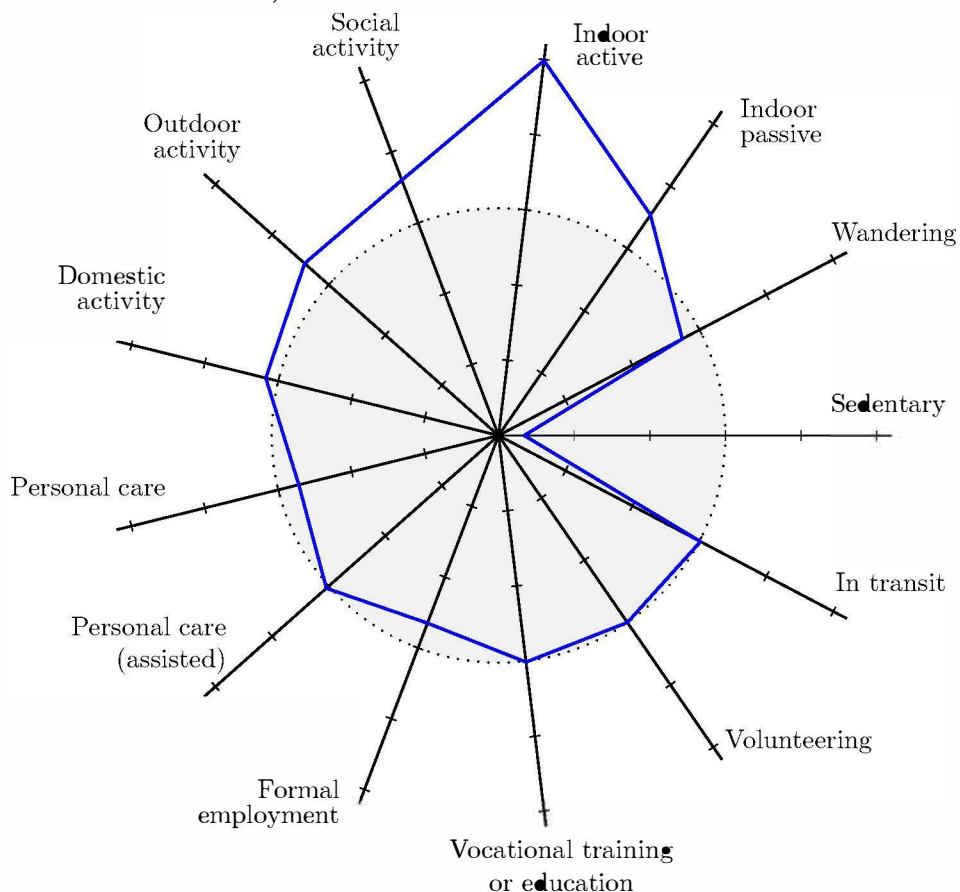 Social
activity
Indoor
active
Indoor
passive
Outdoor
activity
Wandering
Domestic
activity
Sedentary
Personal care
In transit
Personal care
(assisted)
Volunteering
Formal
employment
Vocational training
or education